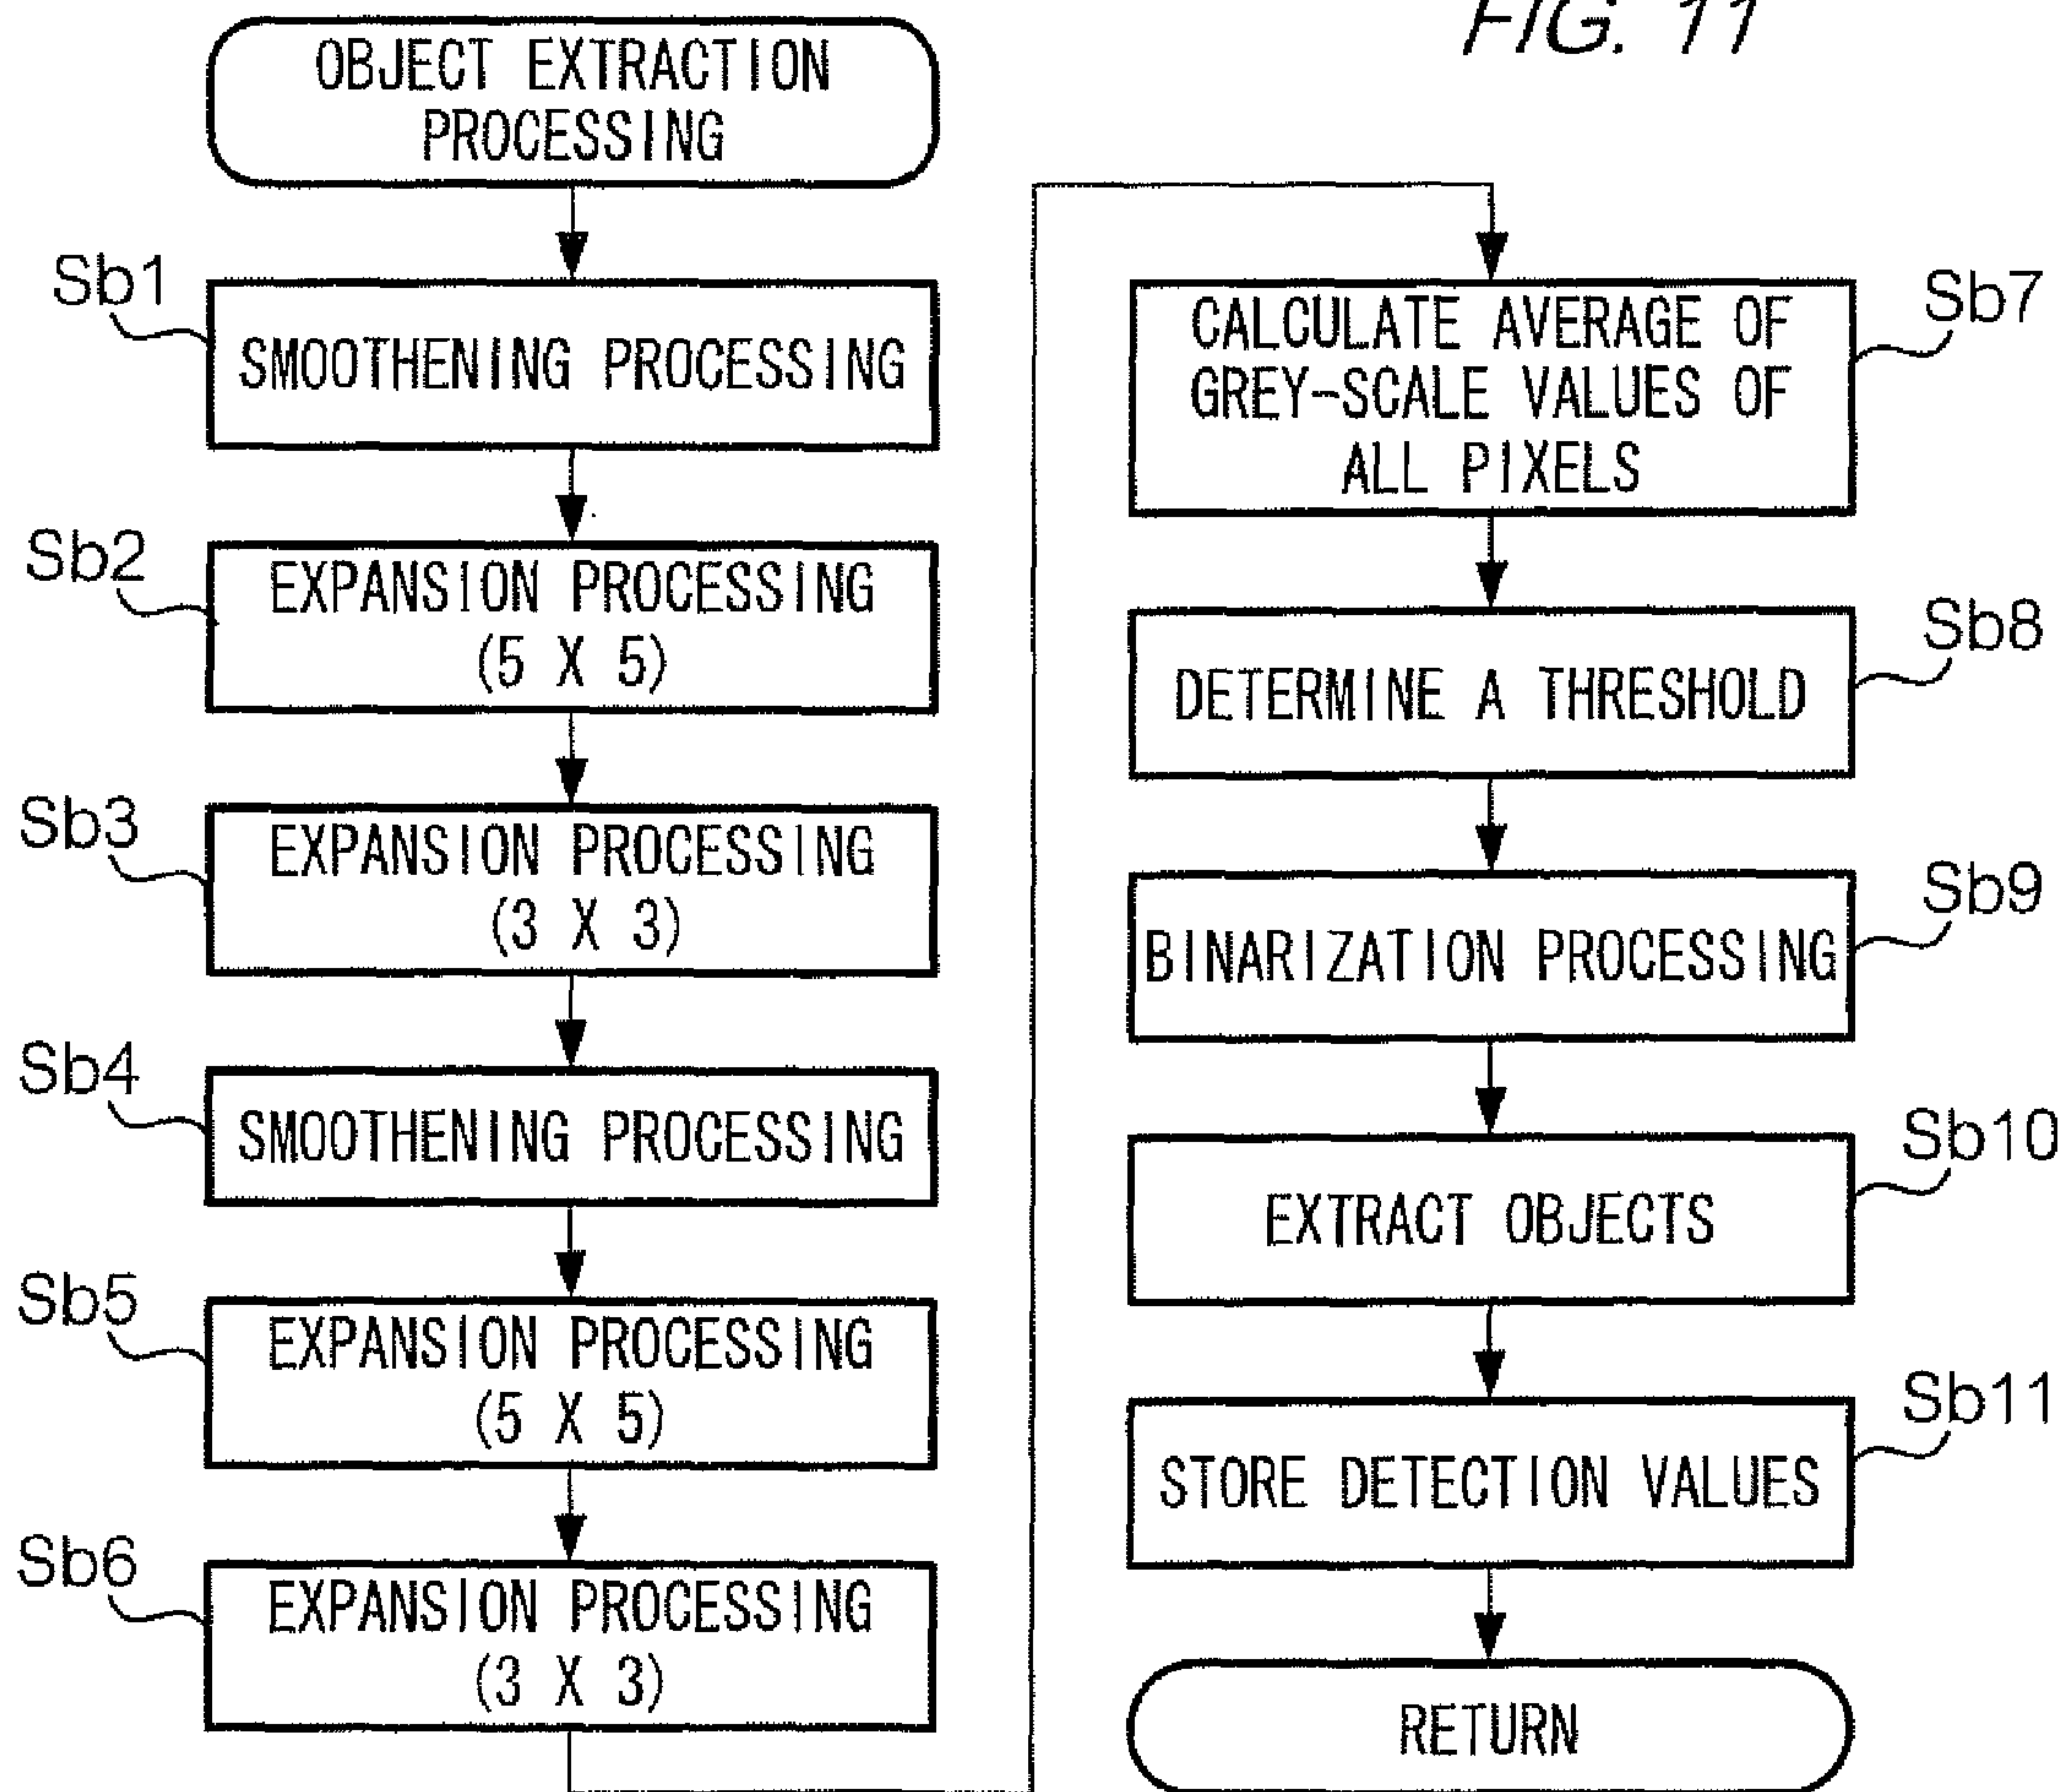 FIG. 11
OBJECT EXTRACTION
PROCESSING
Sb1
SMOOTHENING PROCESSING
Sb2
EXPANSION PROCESSING
(5 X 5)
Sb3
EXPANSION PROCESSING
(3 X 3)
Sb4
SMOOTHENING PROCESSING
Sb5
EXPANSION PROCESSING
(5 X 5)
Sb6
EXPANSION PROCESSING
(3 X 3)
Sb7
CALCULATE AVERAGE OF
GREY-SCALE VALUES OF
ALL PIXELS
Sb8
DETERMINE A THRESHOLD
Sb9
BINARIZATION PROCESSING
Sb10
EXTRACT OBJECTS
Sb11
STORE DETECTION VALUES
RETURN